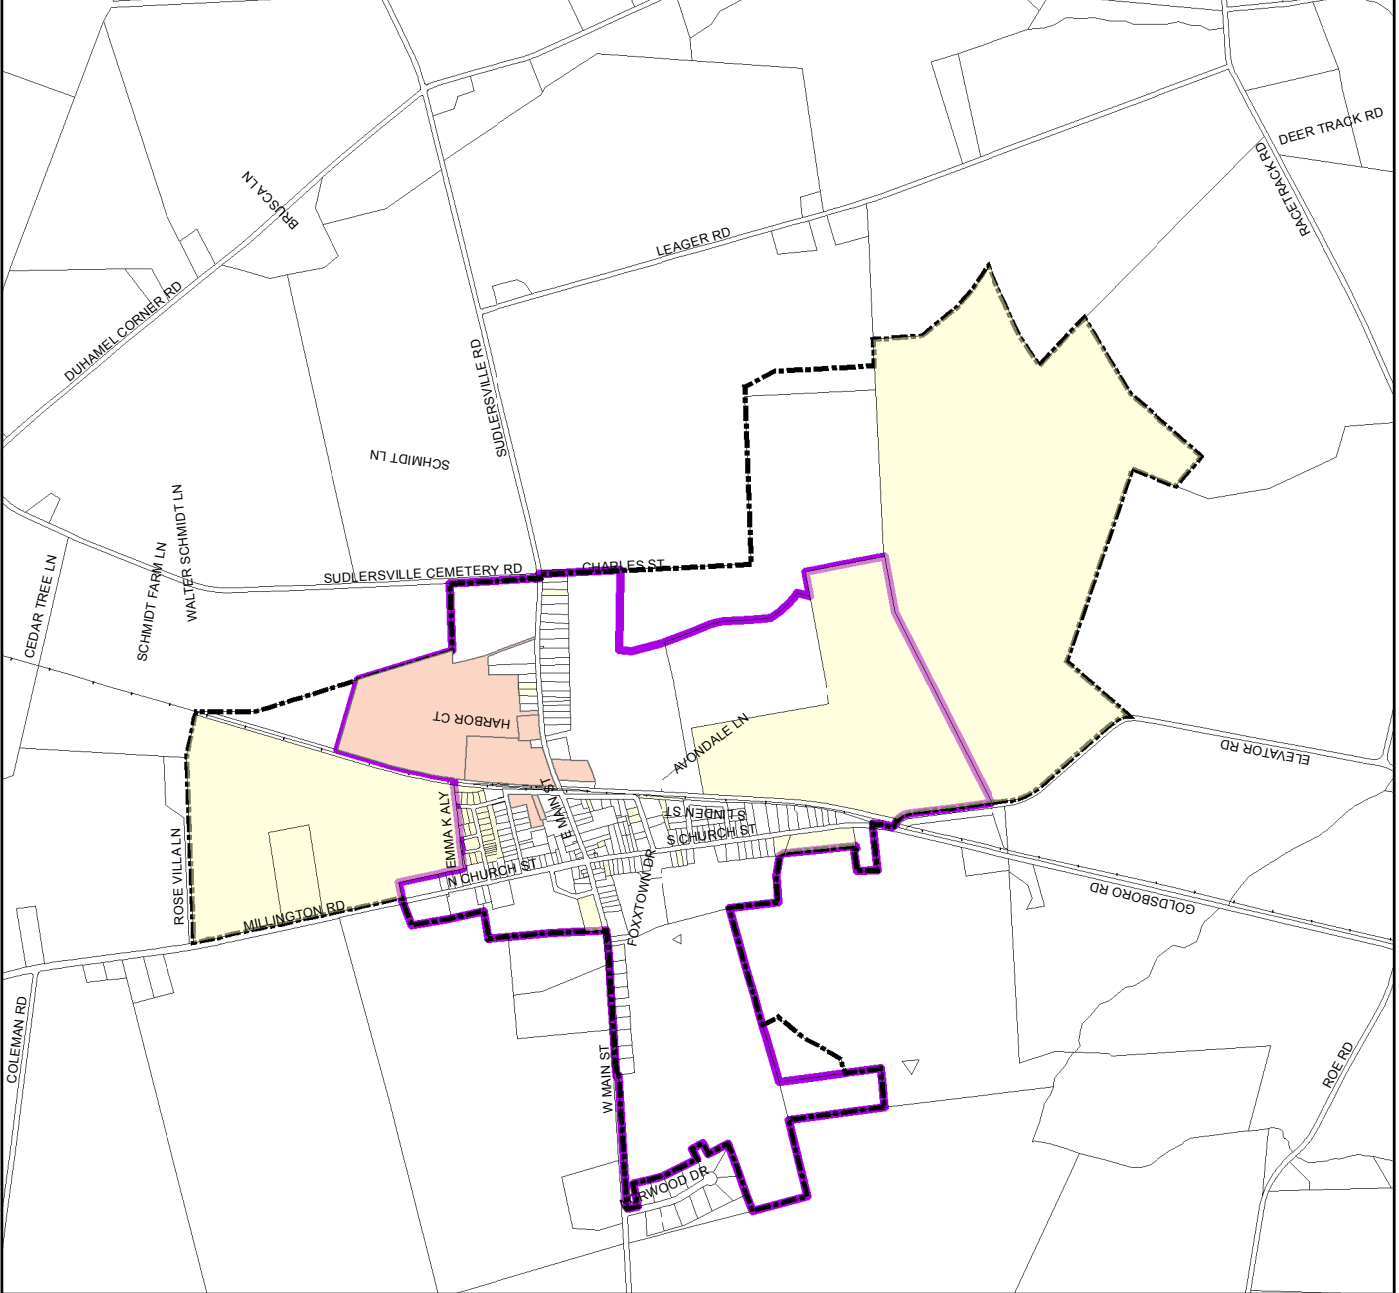 DEER TRACK RD
RACETRACK RD
BRUSCA LN
LEAGER RD
DUHAMEL CORNER RD
SUDLERSVILLE RD
SCHMIDT LN
WALTER SCHMIDT LN
SCHMIDT FARM LN
CEDAR TREE LN
SUDLERSVILLE CEMETERY RD
CHARLES ST
HARBOR CT
AVONDALE LN
ELEVATOR RD
E MAIN ST
S LINDEN ST
S CHURCH ST
EMMA K ALY
N CHURCH ST
ROSE VILLA LN
MILLINGTON RD
FOXXTOWN DR
GOLDSBORO RD
COLEMAN RD
W MAIN ST
ROE RD
NORWOOD DR